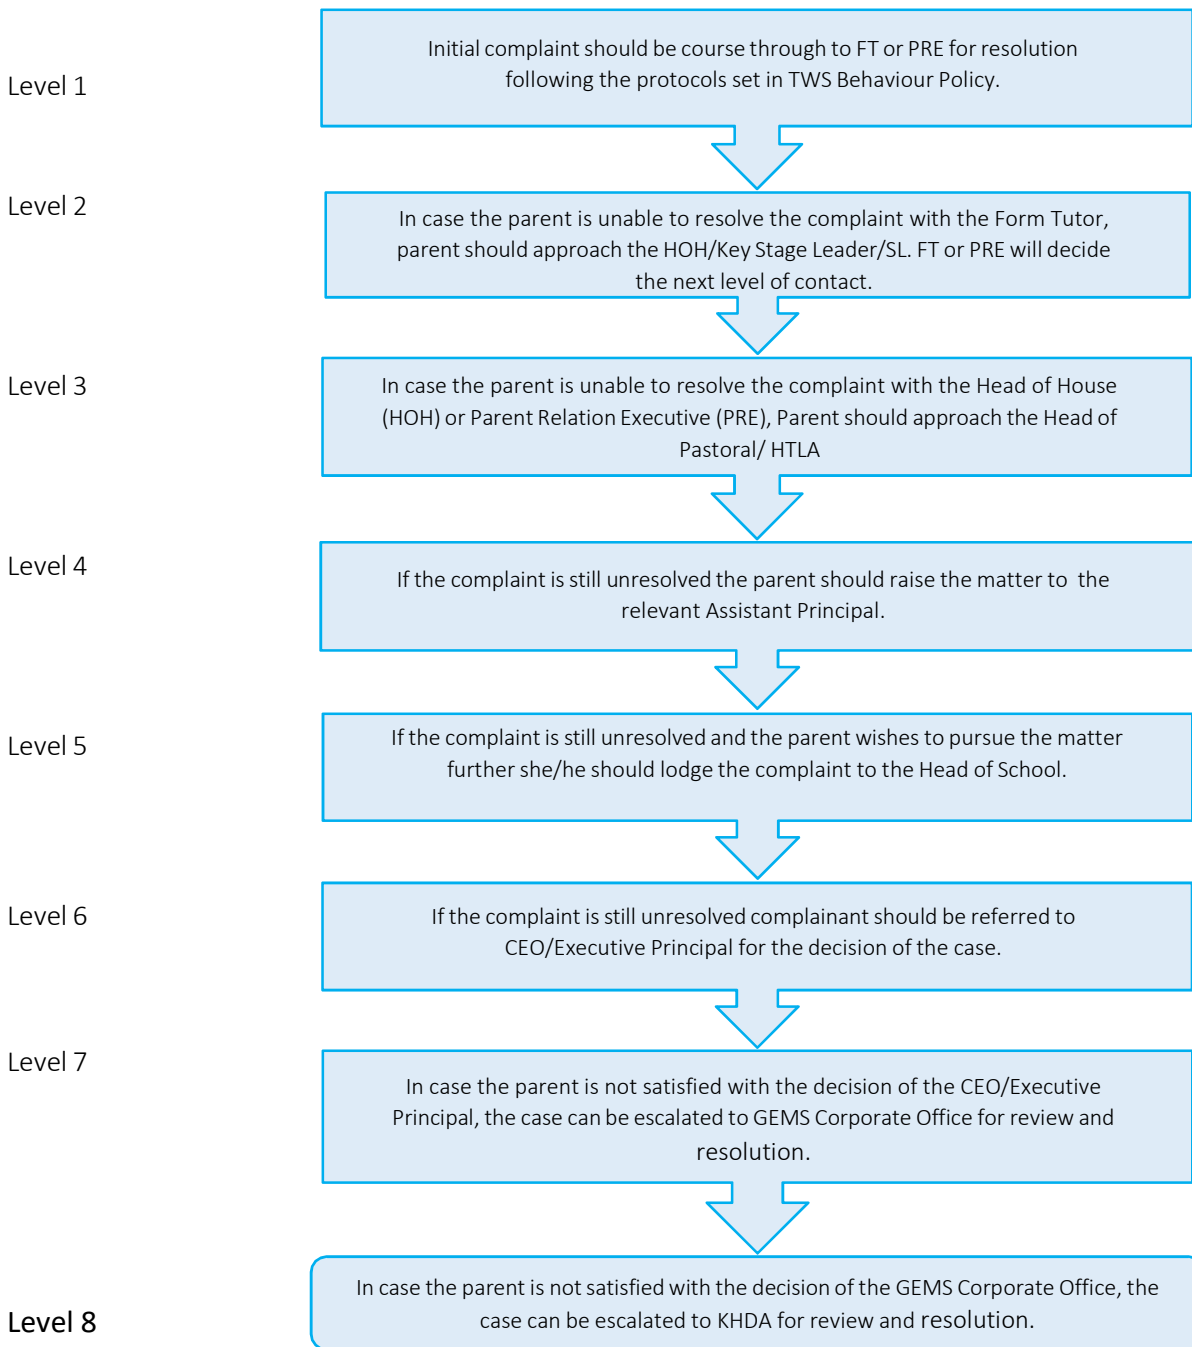 Level 1
Initial complaint should be course through to FT or PRE for resolution
following the protocols set in TWS Behaviour Policy.
Level 2
In case the parent is unable to resolve the complaint with the Form Tutor,
parent should approach the HOH/Key Stage Leader/SL. FT or PRE will decide
the next level of contact.
Level 3
In case the parent is unable to resolve the complaint with the Head of House
(HOH) or Parent Relation Executive (PRE), Parent should approach the Head of
Pastoral/ HTLA
Level 4
If the complaint is still unresolved the parent should raise the matter to the
relevant Assistant Principal.
Level 5
If the complaint is still unresolved and the parent wishes to pursue the matter
further she/he should lodge the complaint to the Head of School.
Level 6
If the complaint is still unresolved complainant should be referred to
CEO/Executive Principal for the decision of the case.
Level 7
In case the parent is not satisfied with the decision of the CEO/Executive
Principal, the case can be escalated to GEMS Corporate Office for review and
resolution.
Level 8
In case the parent is not satisfied with the decision of the GEMS Corporate Office, the
case can be escalated to KHDA for review and resolution.